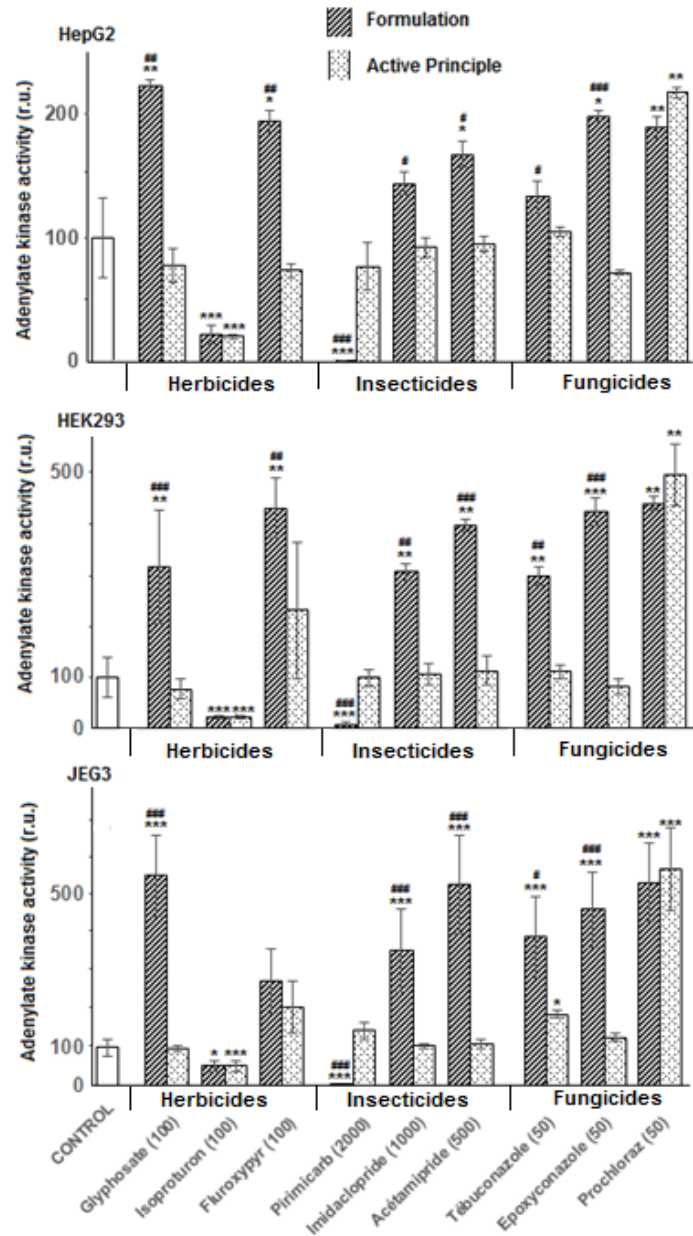 HepG2
Formulation
Active Principle
Adenylate kinase activity (r.u.)
200
100
0
##
**
***
***
##
*
###
***
#
#
*
#
###
*
**
**
Herbicides
Insecticides
Fungicides
HEK293
Adenylate kinase activity (r.u.)
500
100
0
###
**
***
***
##
**
###
***
##
**
###
**
##
**
###
***
**
**
Herbicides
Insecticides
Fungicides
JEG3
Adenylate kinase activity (r.u.)
500
100
0
###
***
*
***
###
***
###
***
###
***
#
***
*
###
***
***
***
Herbicides
Insecticides
Fungicides
CONTROL
Glyphosate (100)
Isoproturon (100)
Fluroxypyr (100)
Pirimicarb (2000)
Imidaclopride (1000)
Acétamipride (500)
Tébuconazole (50)
Epoxyconazole (50)
Prochloraz (50)